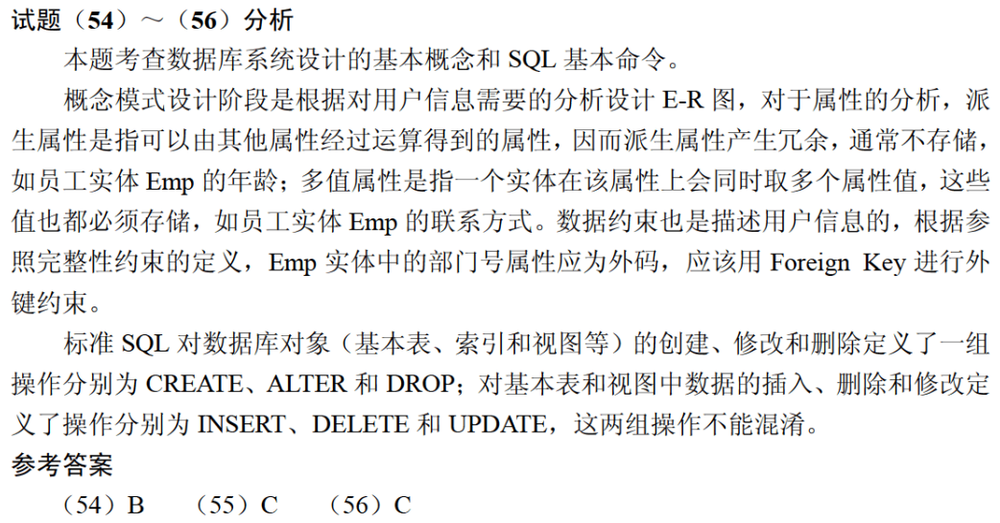 试题（54）～（56）分析
本题考查数据库系统设计的基本概念和 SQL 基本命令。
概念模式设计阶段是根据对用户信息需要的分析设计 E-R 图，对于属性的分析，派
生属性是指可以由其他属性经过运算得到的属性，因而派生属性产生冗余，通常不存储，
如员工实体 Emp 的年龄；多值属性是指一个实体在该属性上会同时取多个属性值，这些
值也都必须存储，如员工实体 Emp 的联系方式。数据约束也是描述用户信息的，根据参
照完整性约束的定义，Emp 实体中的部门号属性应为外码，应该用 Foreign Key 进行外
键约束。
标准 SQL 对数据库对象（基本表、索引和视图等）的创建、修改和删除定义了一组
操作分别为 CREATE、ALTER 和 DROP；对基本表和视图中数据的插入、删除和修改定
义了操作分别为 INSERT、DELETE 和 UPDATE，这两组操作不能混淆。
参考答案
（54）B （55）C （56）C